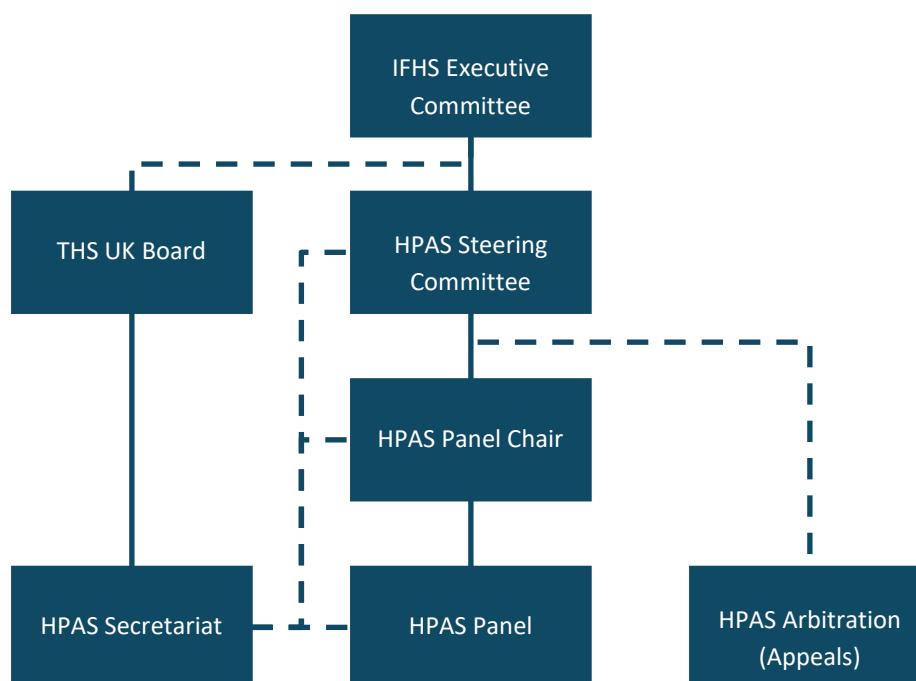 IFHS Executive
Committee
THS UK Board
HPAS Steering
Committee
HPAS Panel Chair
HPAS Secretariat
HPAS Panel
HPAS Arbitration
(Appeals)